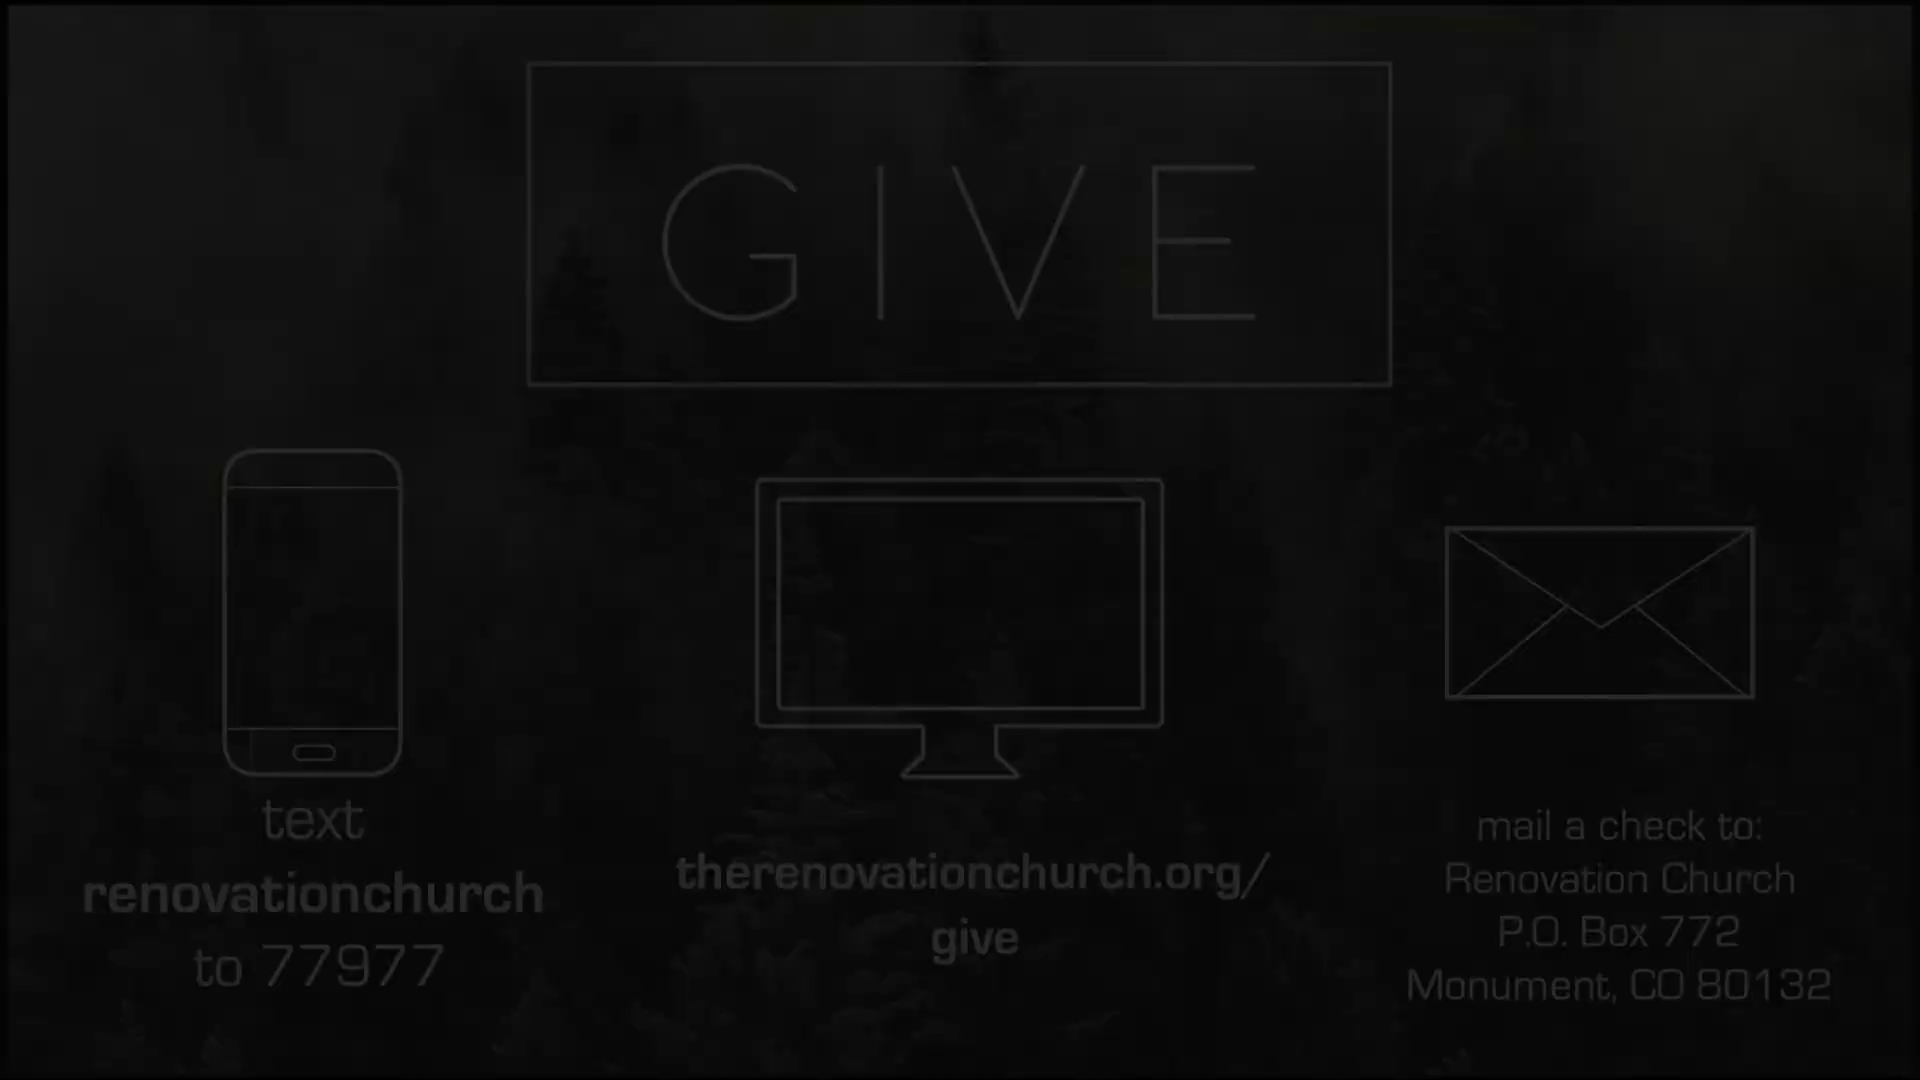 GIVE
text
renovationchurch
to 77977
therenovationchurch.org/
give
mail a check to:
Renovation Church
P.O. Box 772
Monument, CO 80132